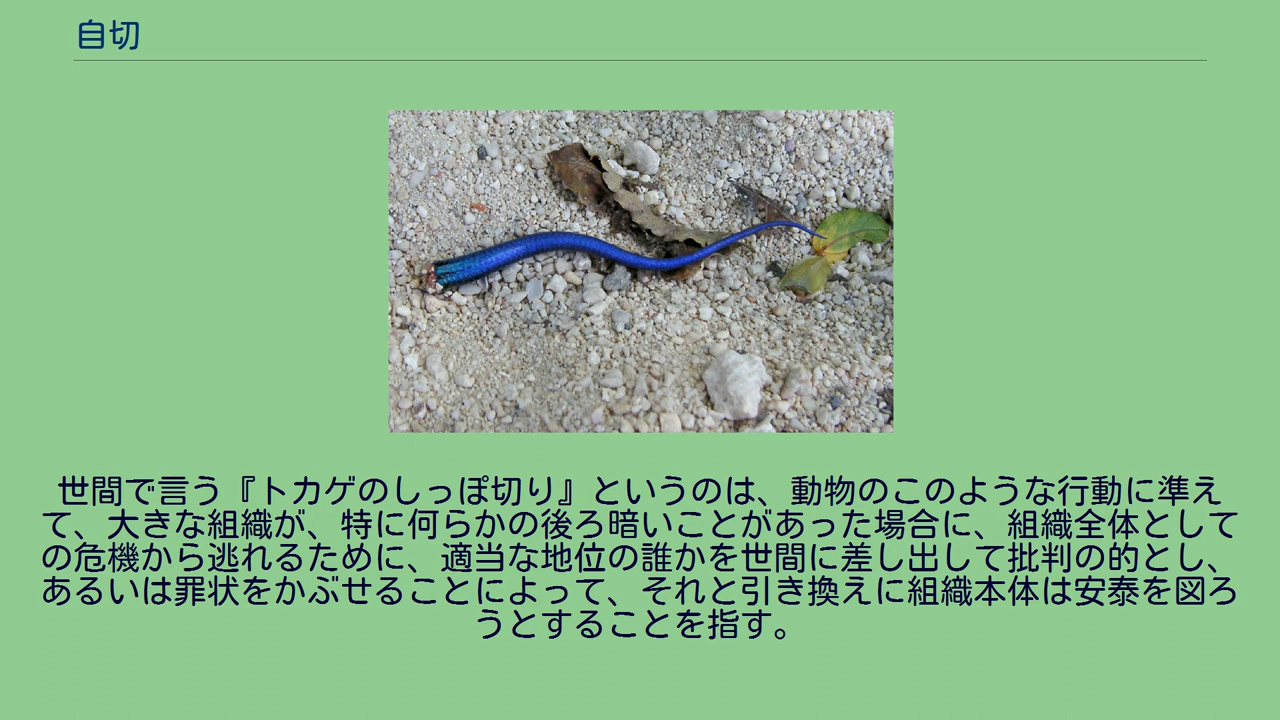 自切
世間で言う『トカゲのしっぽ切り』というのは、動物のこのような行動に準え
て、大きな組織が、特に何らかの後ろ暗いことがあった場合に、組織全体として
の危機から逃れるために、適当な地位の誰かを世間に差し出して批判の的とし、
あるいは罪状をかぶせることによって、それと引き換えに組織本体は安泰を図ろ
うとすることを指す。